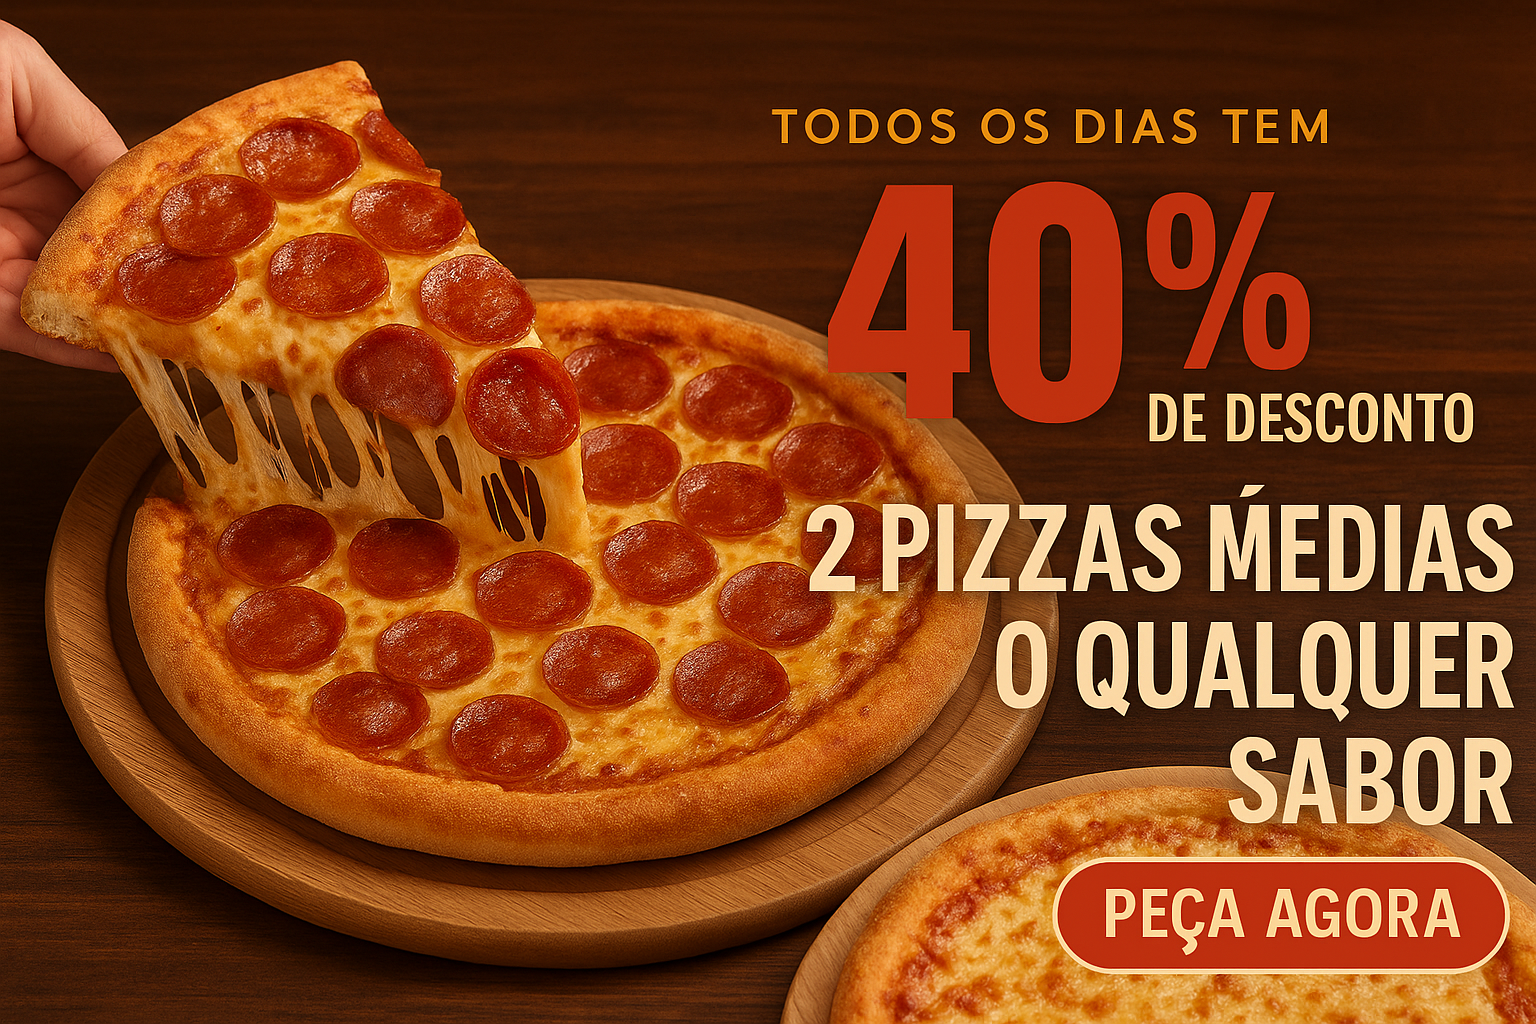 TODOS OS DIAS TEM
40%
DE DESCONTO
2 PIZZAS ḾEDIAS
O QUALQUER
SABOR
PEÇA AGORA